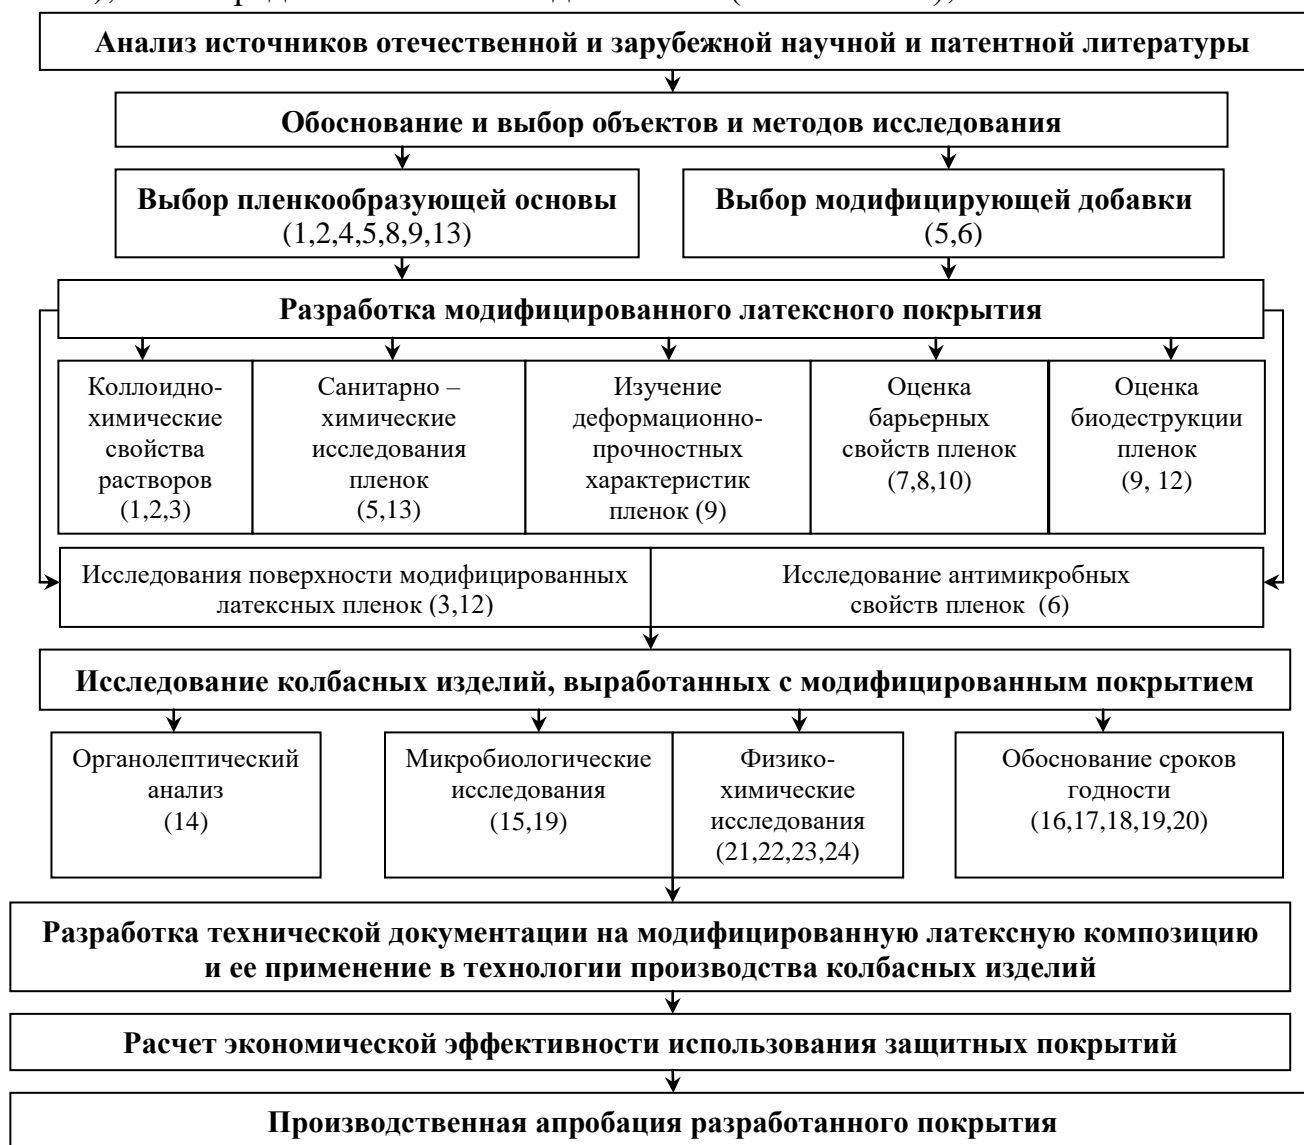 Анализ источников отечественной и зарубежной научной и патентной литературы
Обоснование и выбор объектов и методов исследования
Выбор пленкообразующей основы
(1,2,4,5,8,9,13)
Выбор модифицирующей добавки
(5,6)
Разработка модифицированного латексного покрытия
Коллоидно-
химические
свойства
растворов
(1,2,3)
Санитарно –
химические
исследования
пленок
(5,13)
Изучение
деформационно-
прочностных
характеристик
пленок (9)
Оценка
барьерных
свойств пленок
(7,8,10)
Оценка
биодеструкции
пленок
(9, 12)
Исследования поверхности модифицированных
латексных пленок (3,12)
Исследование антимикробных
свойств пленок (6)
Исследование колбасных изделий, выработанных с модифицированным покрытием
Органолептический
анализ
(14)
Микробиологические
исследования
(15,19)
Физико-
химические
исследования
(21,22,23,24)
Обоснование сроков
годности
(16,17,18,19,20)
Разработка технической документации на модифицированную латексную композицию
и ее применение в технологии производства колбасных изделий
Расчет экономической эффективности использования защитных покрытий
Производственная апробация разработанного покрытия